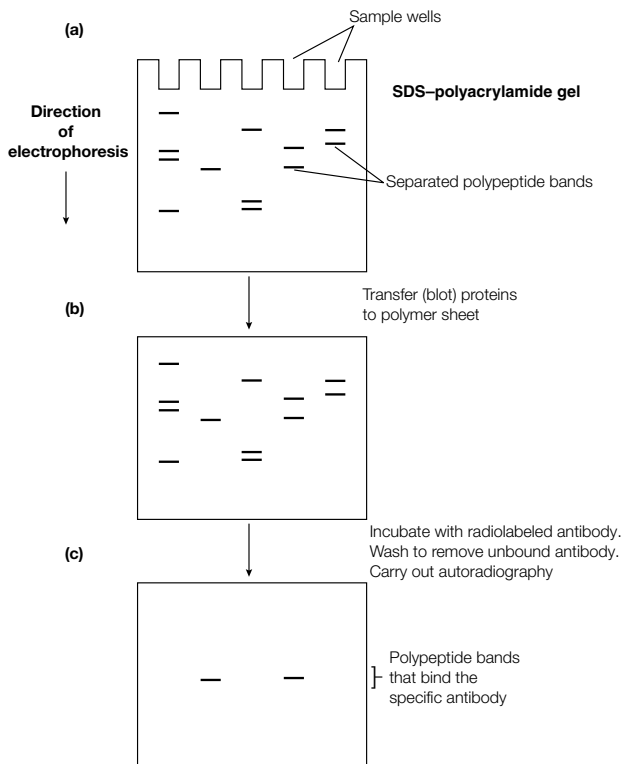 (a)
Sample wells
SDS–polyacrylamide gel
Direction
of
electrophoresis
Separated polypeptide bands
Transfer (blot) proteins
to polymer sheet
(b)
Incubate with radiolabeled antibody.
Wash to remove unbound antibody.
Carry out autoradiography
(c)
Polypeptide bands
that bind the
specific antibody